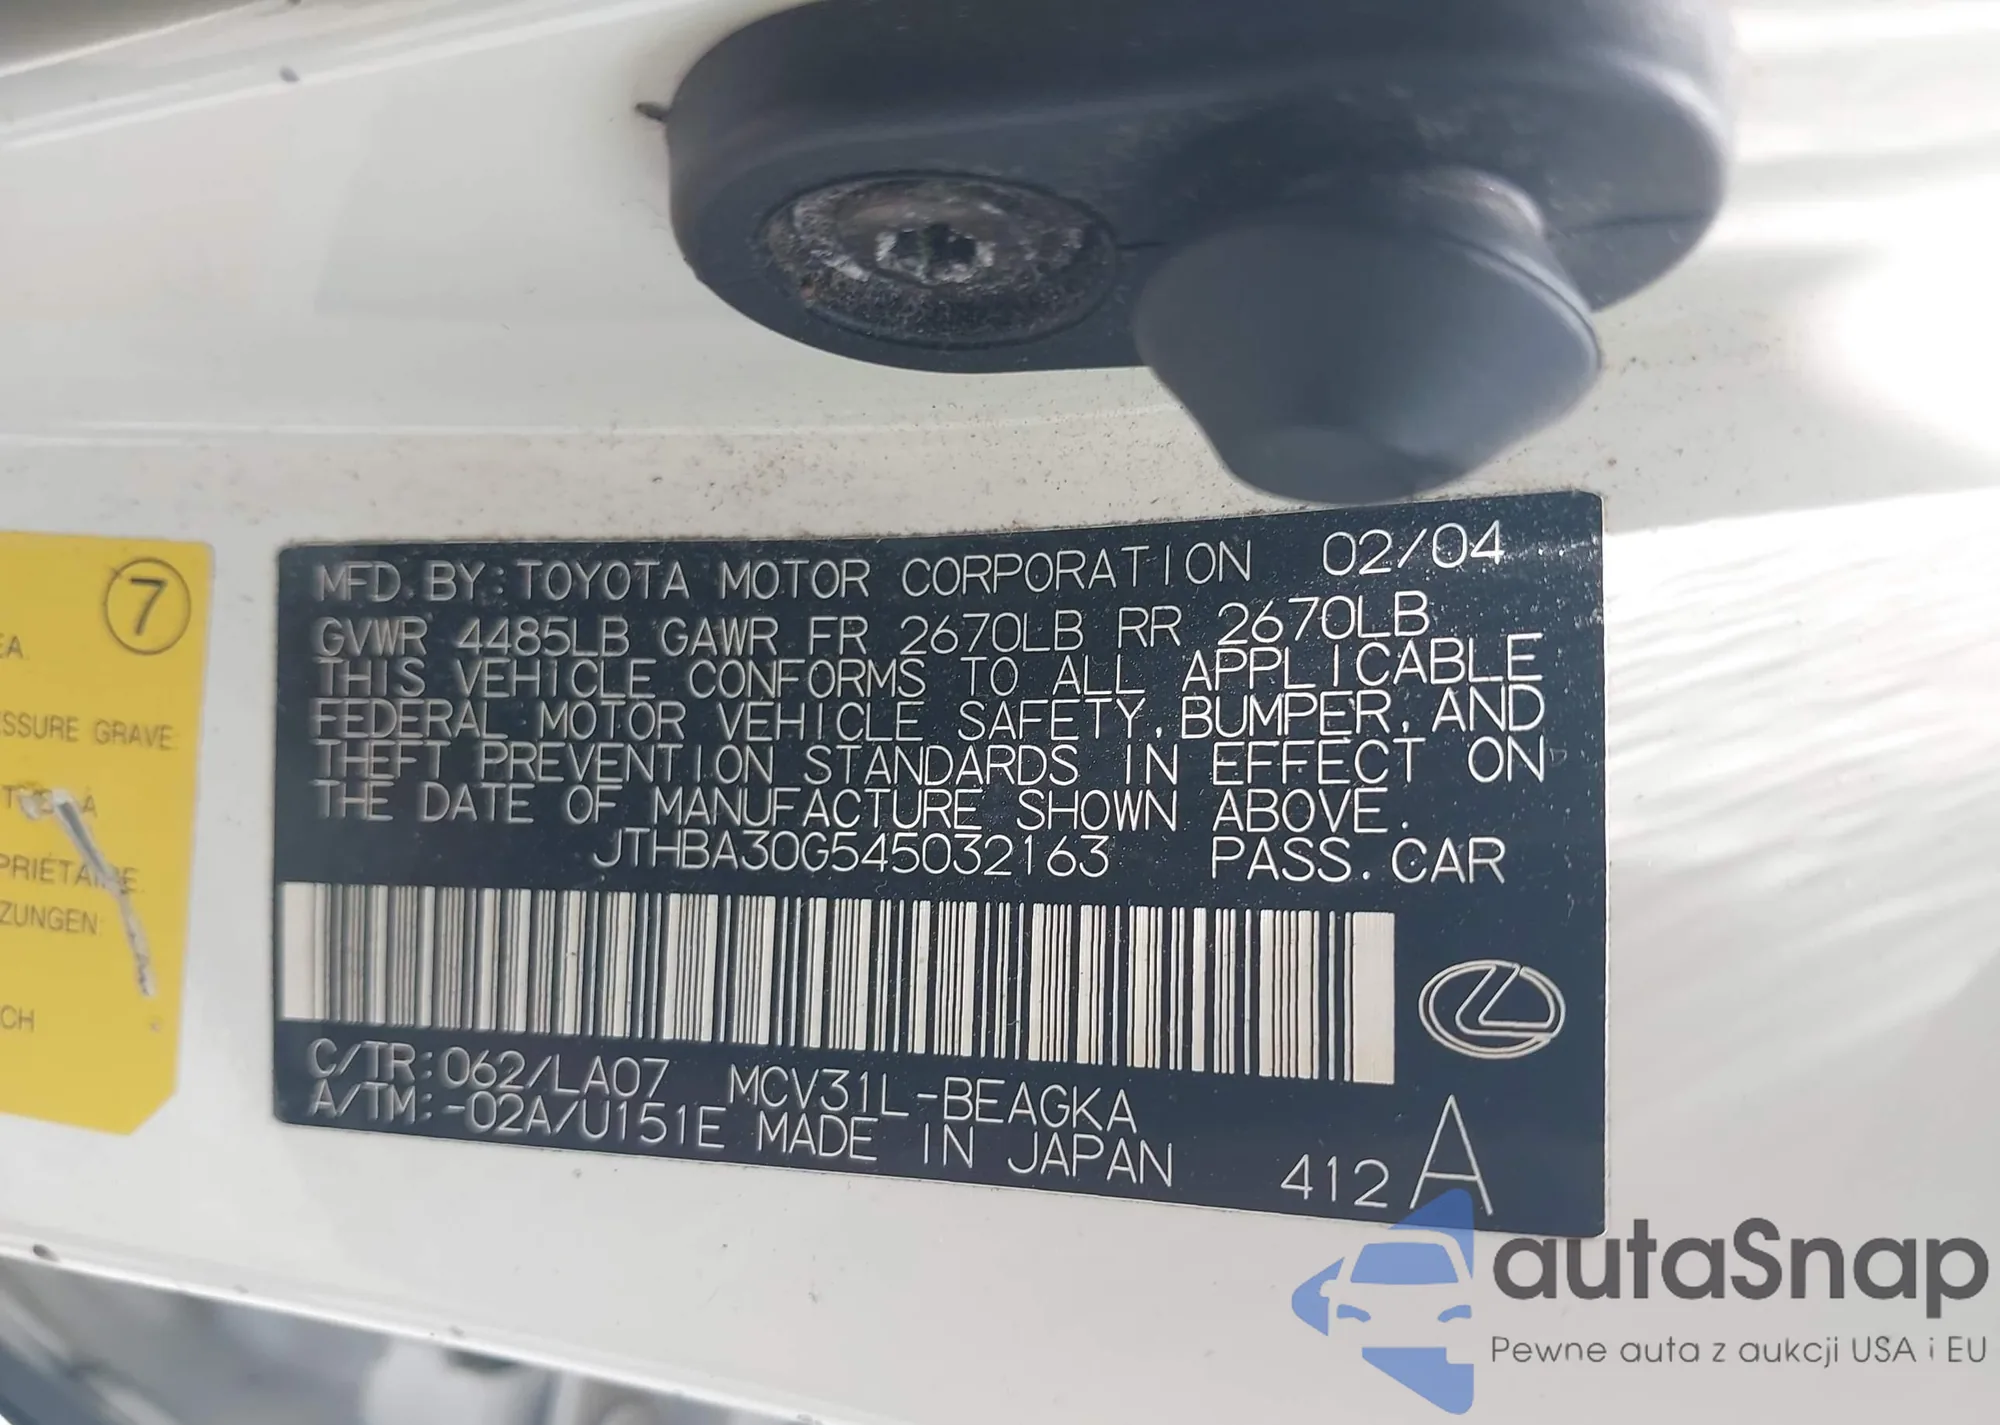 MFD. BY: TOYOTA MOTOR CORPORATION 02/04
GVWR 4485LB GAWR FR 2670LB RR 2670LB
THIS VEHICLE CONFORMS TO ALL APPLICABLE
FEDERAL MOTOR VEHICLE SAFETY, BUMPER, AND
THEFT PREVENTION STANDARDS IN EFFECT ON
THE DATE OF MANUFACTURE SHOWN ABOVE.
JTHBA30G545032163 PASS. CAR
C/TR: 062/LA07 MCV31L-BEAGKA
A/TM: -02A/U151E MADE IN JAPAN 412 A
7
EA
SSURE GRAVE
PRIÉTAIRE
ZUNGEN:
CH
autaSnap
Pewne auta z aukcji USA i EU